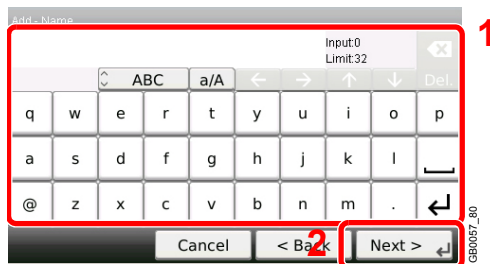 Add - Name
1
Input:0
Limit:32
ABC a/A Del.
q w e r t y u i o p
a s d f g h j k l
@ z x c v b n m .
2
Cancel < Back Next >
GB0057_80